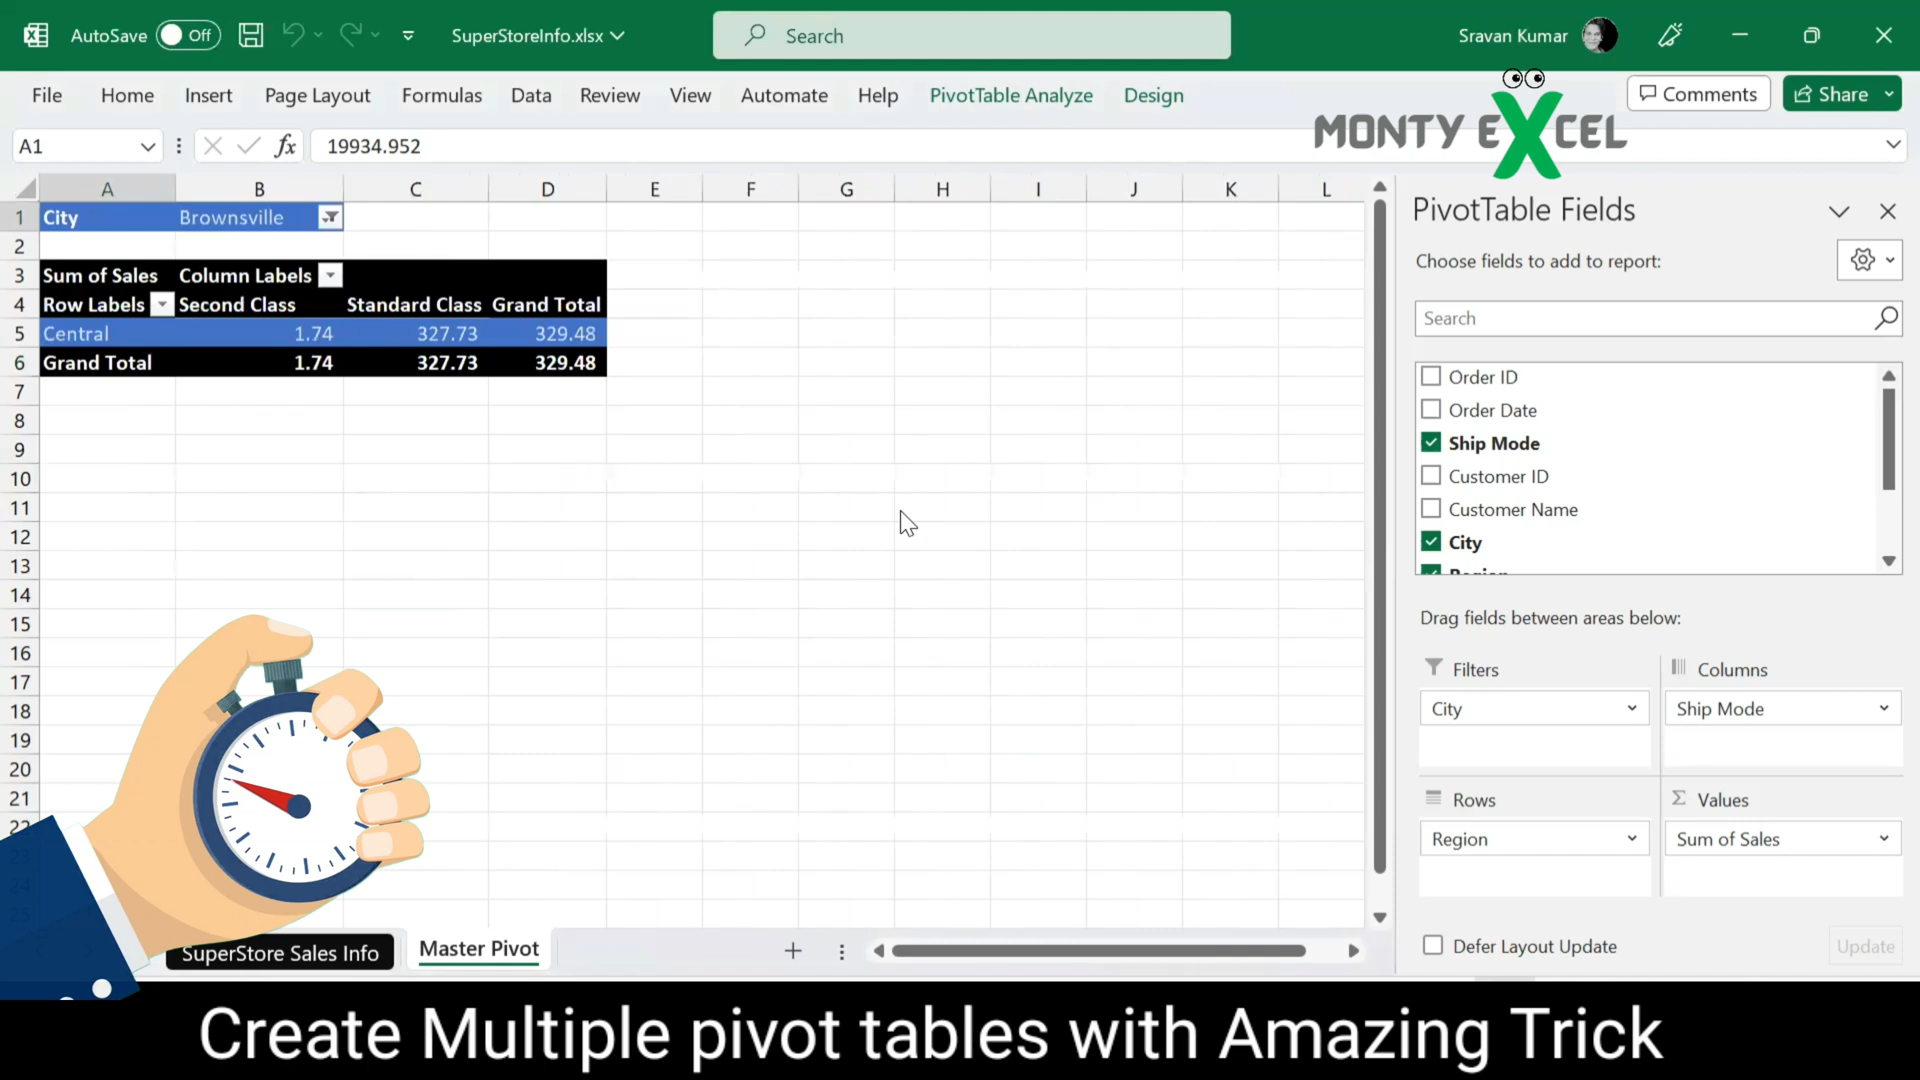 AutoSave Off SuperStoreInfo.xlsx Search Sravan Kumar
File Home Insert Page Layout Formulas Data Review View Automate Help PivotTable Analyze Design Comments Share
MONTY EXCEL
A1 fx 19934.952
A B C D E F G H I J K L
1 City Brownsville
2
3 Sum of Sales Column Labels
4 Row Labels Second Class Standard Class Grand Total
5 Central 1.74 327.73 329.48
6 Grand Total 1.74 327.73 329.48
7
8
9
10
11
12
13
14
15
16
17
18
19
20
21
22
23
24
25
PivotTable Fields
Choose fields to add to report:
Search
Order ID
Order Date
Ship Mode
Customer ID
Customer Name
City
Region
Drag fields between areas below:
Filters Columns
City Ship Mode
Rows Σ Values
Region Sum of Sales
Defer Layout Update Update
SuperStore Sales Info Master Pivot
Create Multiple pivot tables with Amazing Trick